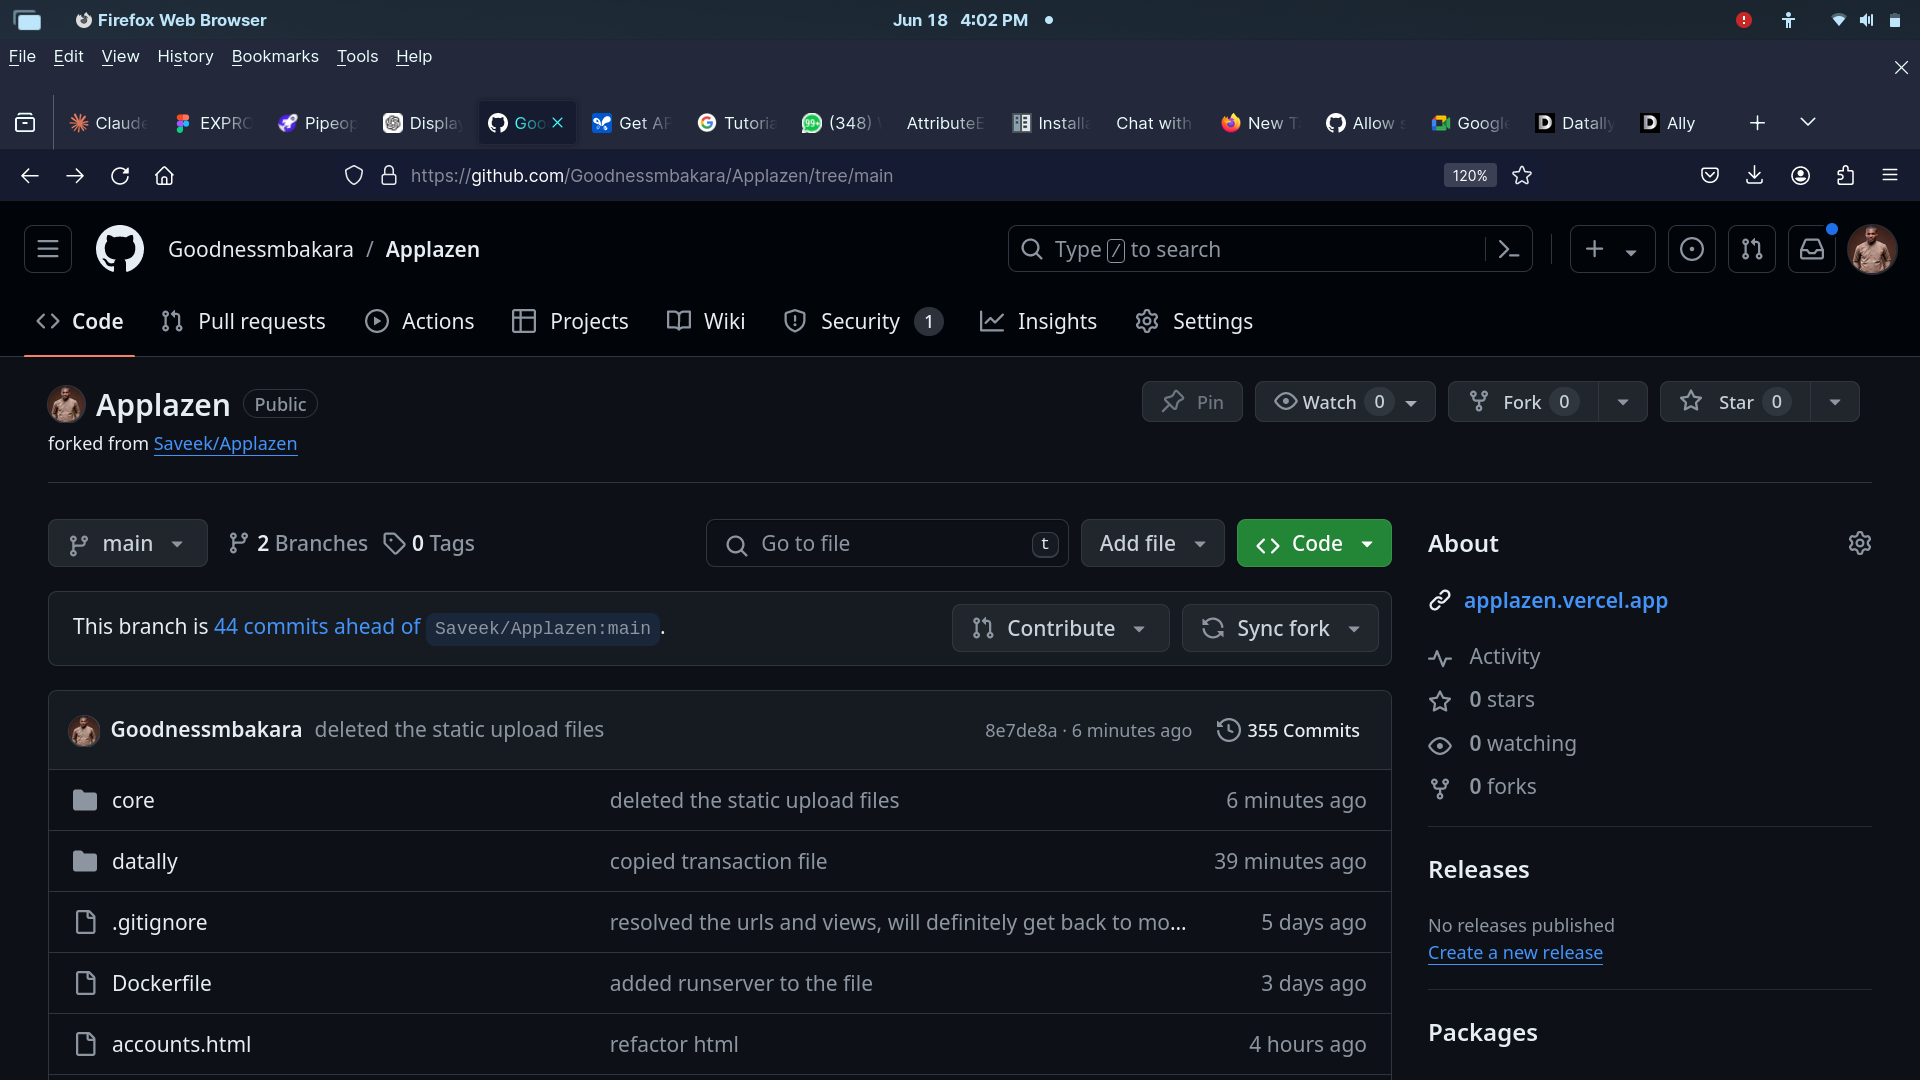 Firefox Web Browser
Jun 18 4:02 PM
File Edit View History Bookmarks Tools Help
Claude EXPRO Pipeop Display Goo Get AP Tutoria (348) AttributeE Installa Chat with New T Allow s Google Datally Ally
https://github.com/Goodnessmbakara/Applazen/tree/main 120%
Goodnessmbakara / Applazen Type / to search
Code Pull requests Actions Projects Wiki Security 1 Insights Settings
Applazen Public Pin Watch 0 Fork 0 Star 0
forked from Saveek/Applazen
main 2 Branches 0 Tags Go to file t Add file Code About
applazen.vercel.app
This branch is 44 commits ahead of Saveek/Applazen:main . Contribute Sync fork
Activity
0 stars
Goodnessmbakara deleted the static upload files 8e7de8a · 6 minutes ago 355 Commits
0 watching
0 forks
core deleted the static upload files 6 minutes ago
datally copied transaction file 39 minutes ago
Releases
.gitignore resolved the urls and views, will definitely get back to mo... 5 days ago
No releases published
Create a new release
Dockerfile added runserver to the file 3 days ago
Packages
accounts.html refactor html 4 hours ago